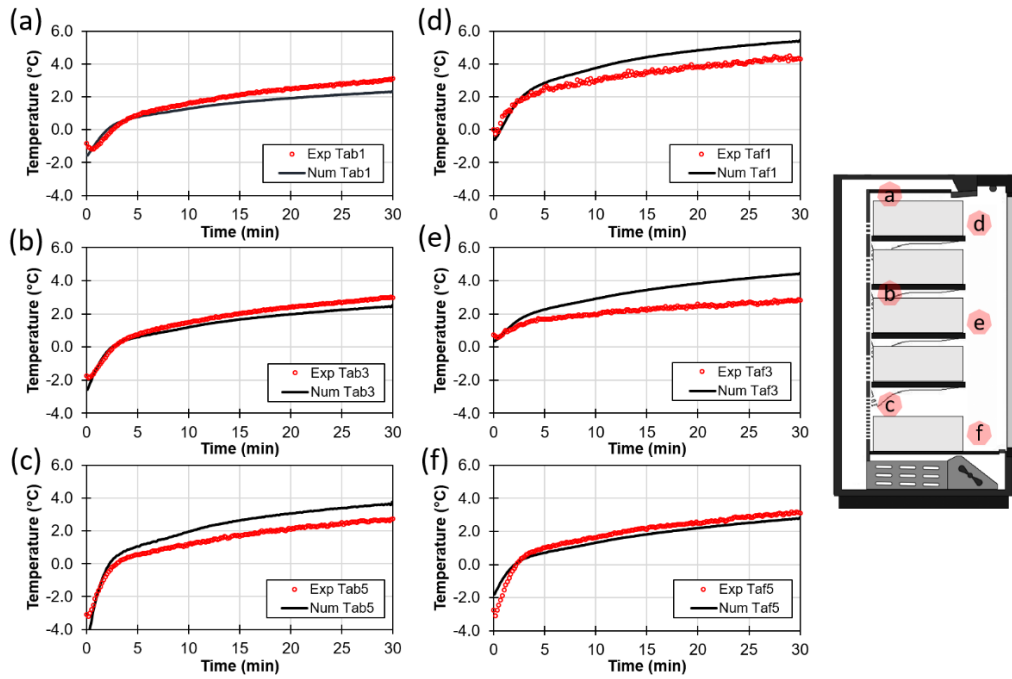 (a)
6.0
4.0
2.0
0.0
-2.0
-4.0
Temperature (°C)
0 5 10 15 20 25 30
Time (min)
Exp Tab1
Num Tab1
(d)
6.0
4.0
2.0
0.0
-2.0
-4.0
Temperature (°C)
0 5 10 15 20 25 30
Time (min)
Exp Taf1
Num Taf1
(b)
6.0
4.0
2.0
0.0
-2.0
-4.0
Temperature (°C)
0 5 10 15 20 25 30
Time (min)
Exp Tab3
Num Tab3
(e)
6.0
4.0
2.0
0.0
-2.0
-4.0
Temperature (°C)
0 5 10 15 20 25 30
Time (min)
Exp Taf3
Num Taf3
(c)
6.0
4.0
2.0
0.0
-2.0
-4.0
Temperature (°C)
0 5 10 15 20 25 30
Time (min)
Exp Tab5
Num Tab5
(f)
6.0
4.0
2.0
0.0
-2.0
-4.0
Temperature (°C)
0 5 10 15 20 25 30
Time (min)
Exp Taf5
Num Taf5
a
d
b
e
c
f